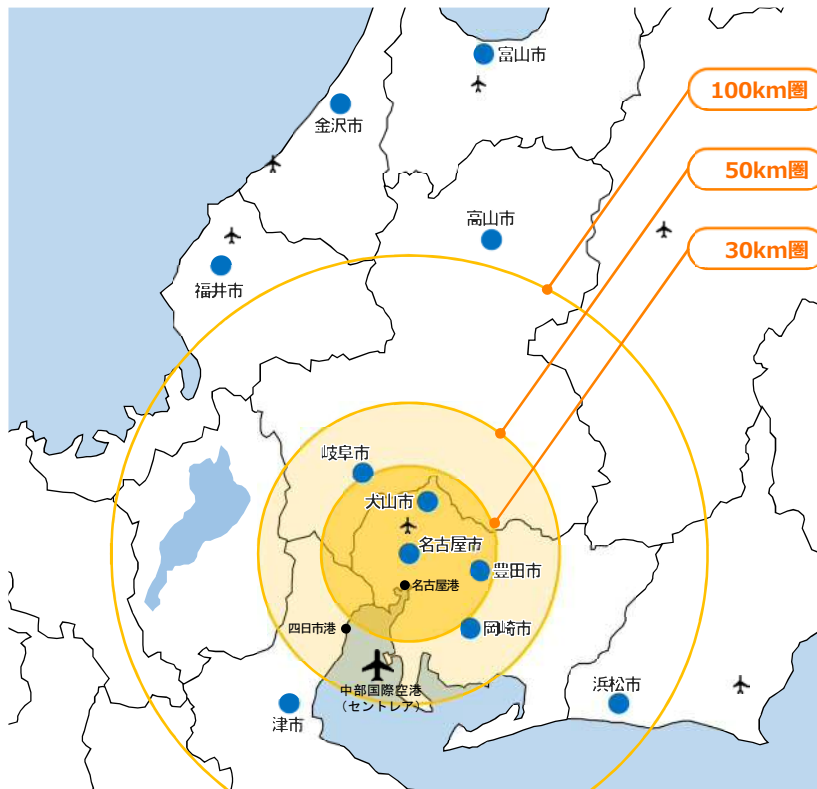 富山市
100km圏
金沢市
50km圏
高山市
30km圏
福井市
岐阜市
犬山市
名古屋市
豊田市
名古屋港
四日市港
岡崎市
中部国際空港
（セントレア）
浜松市
津市